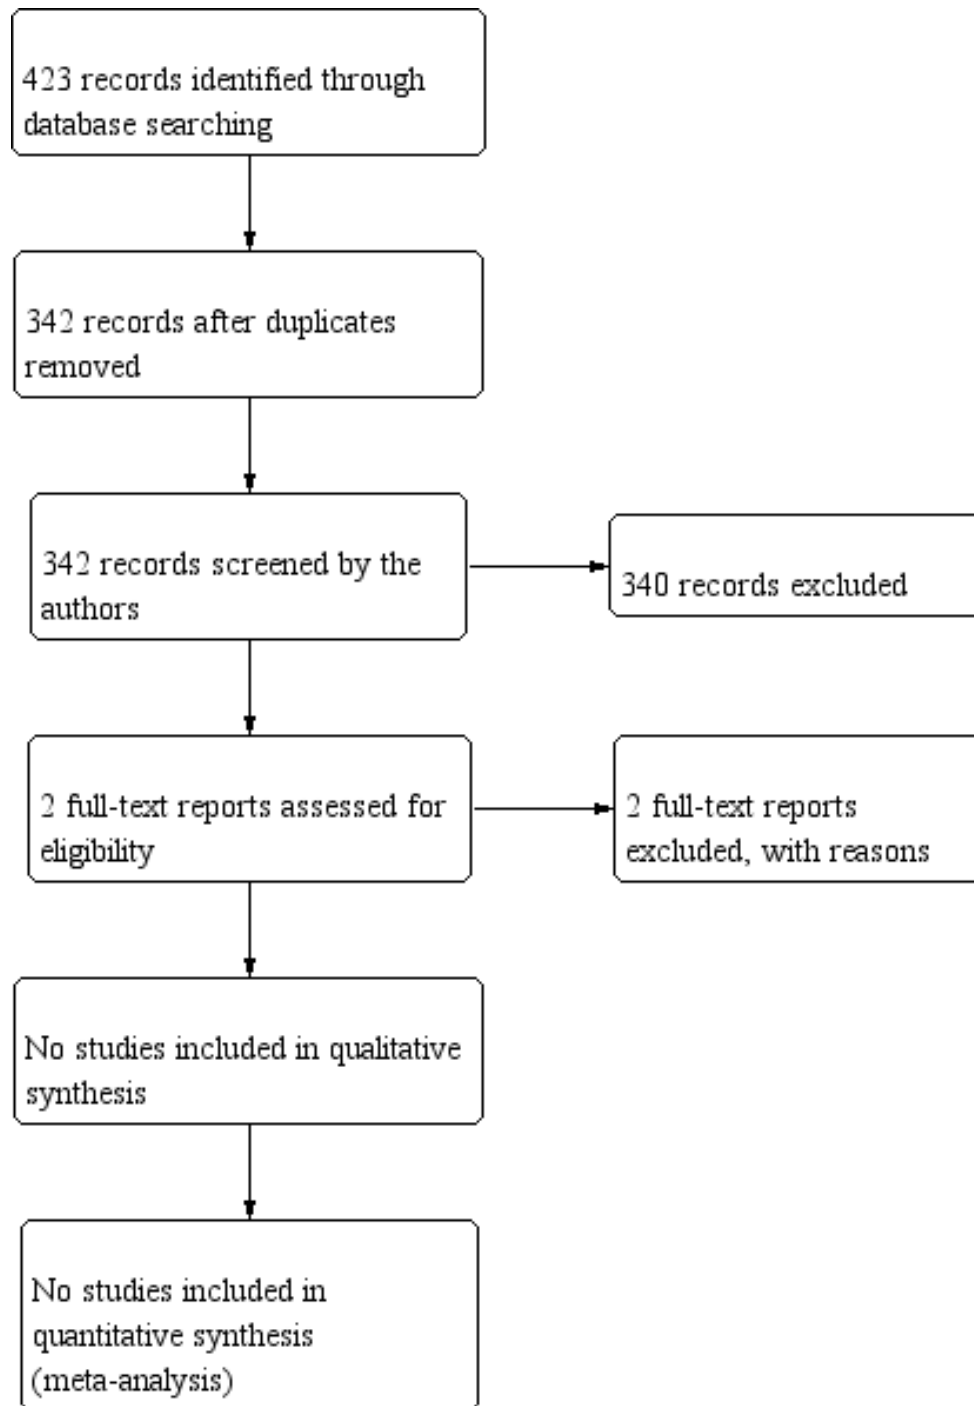 423 records identified through
database searching
342 records after duplicates
removed
342 records screened by the
authors
340 records excluded
2 full-text reports assessed for
eligibility
2 full-text reports
excluded, with reasons
No studies included in qualitative
synthesis
No studies included in
quantitative synthesis
(meta-analysis)